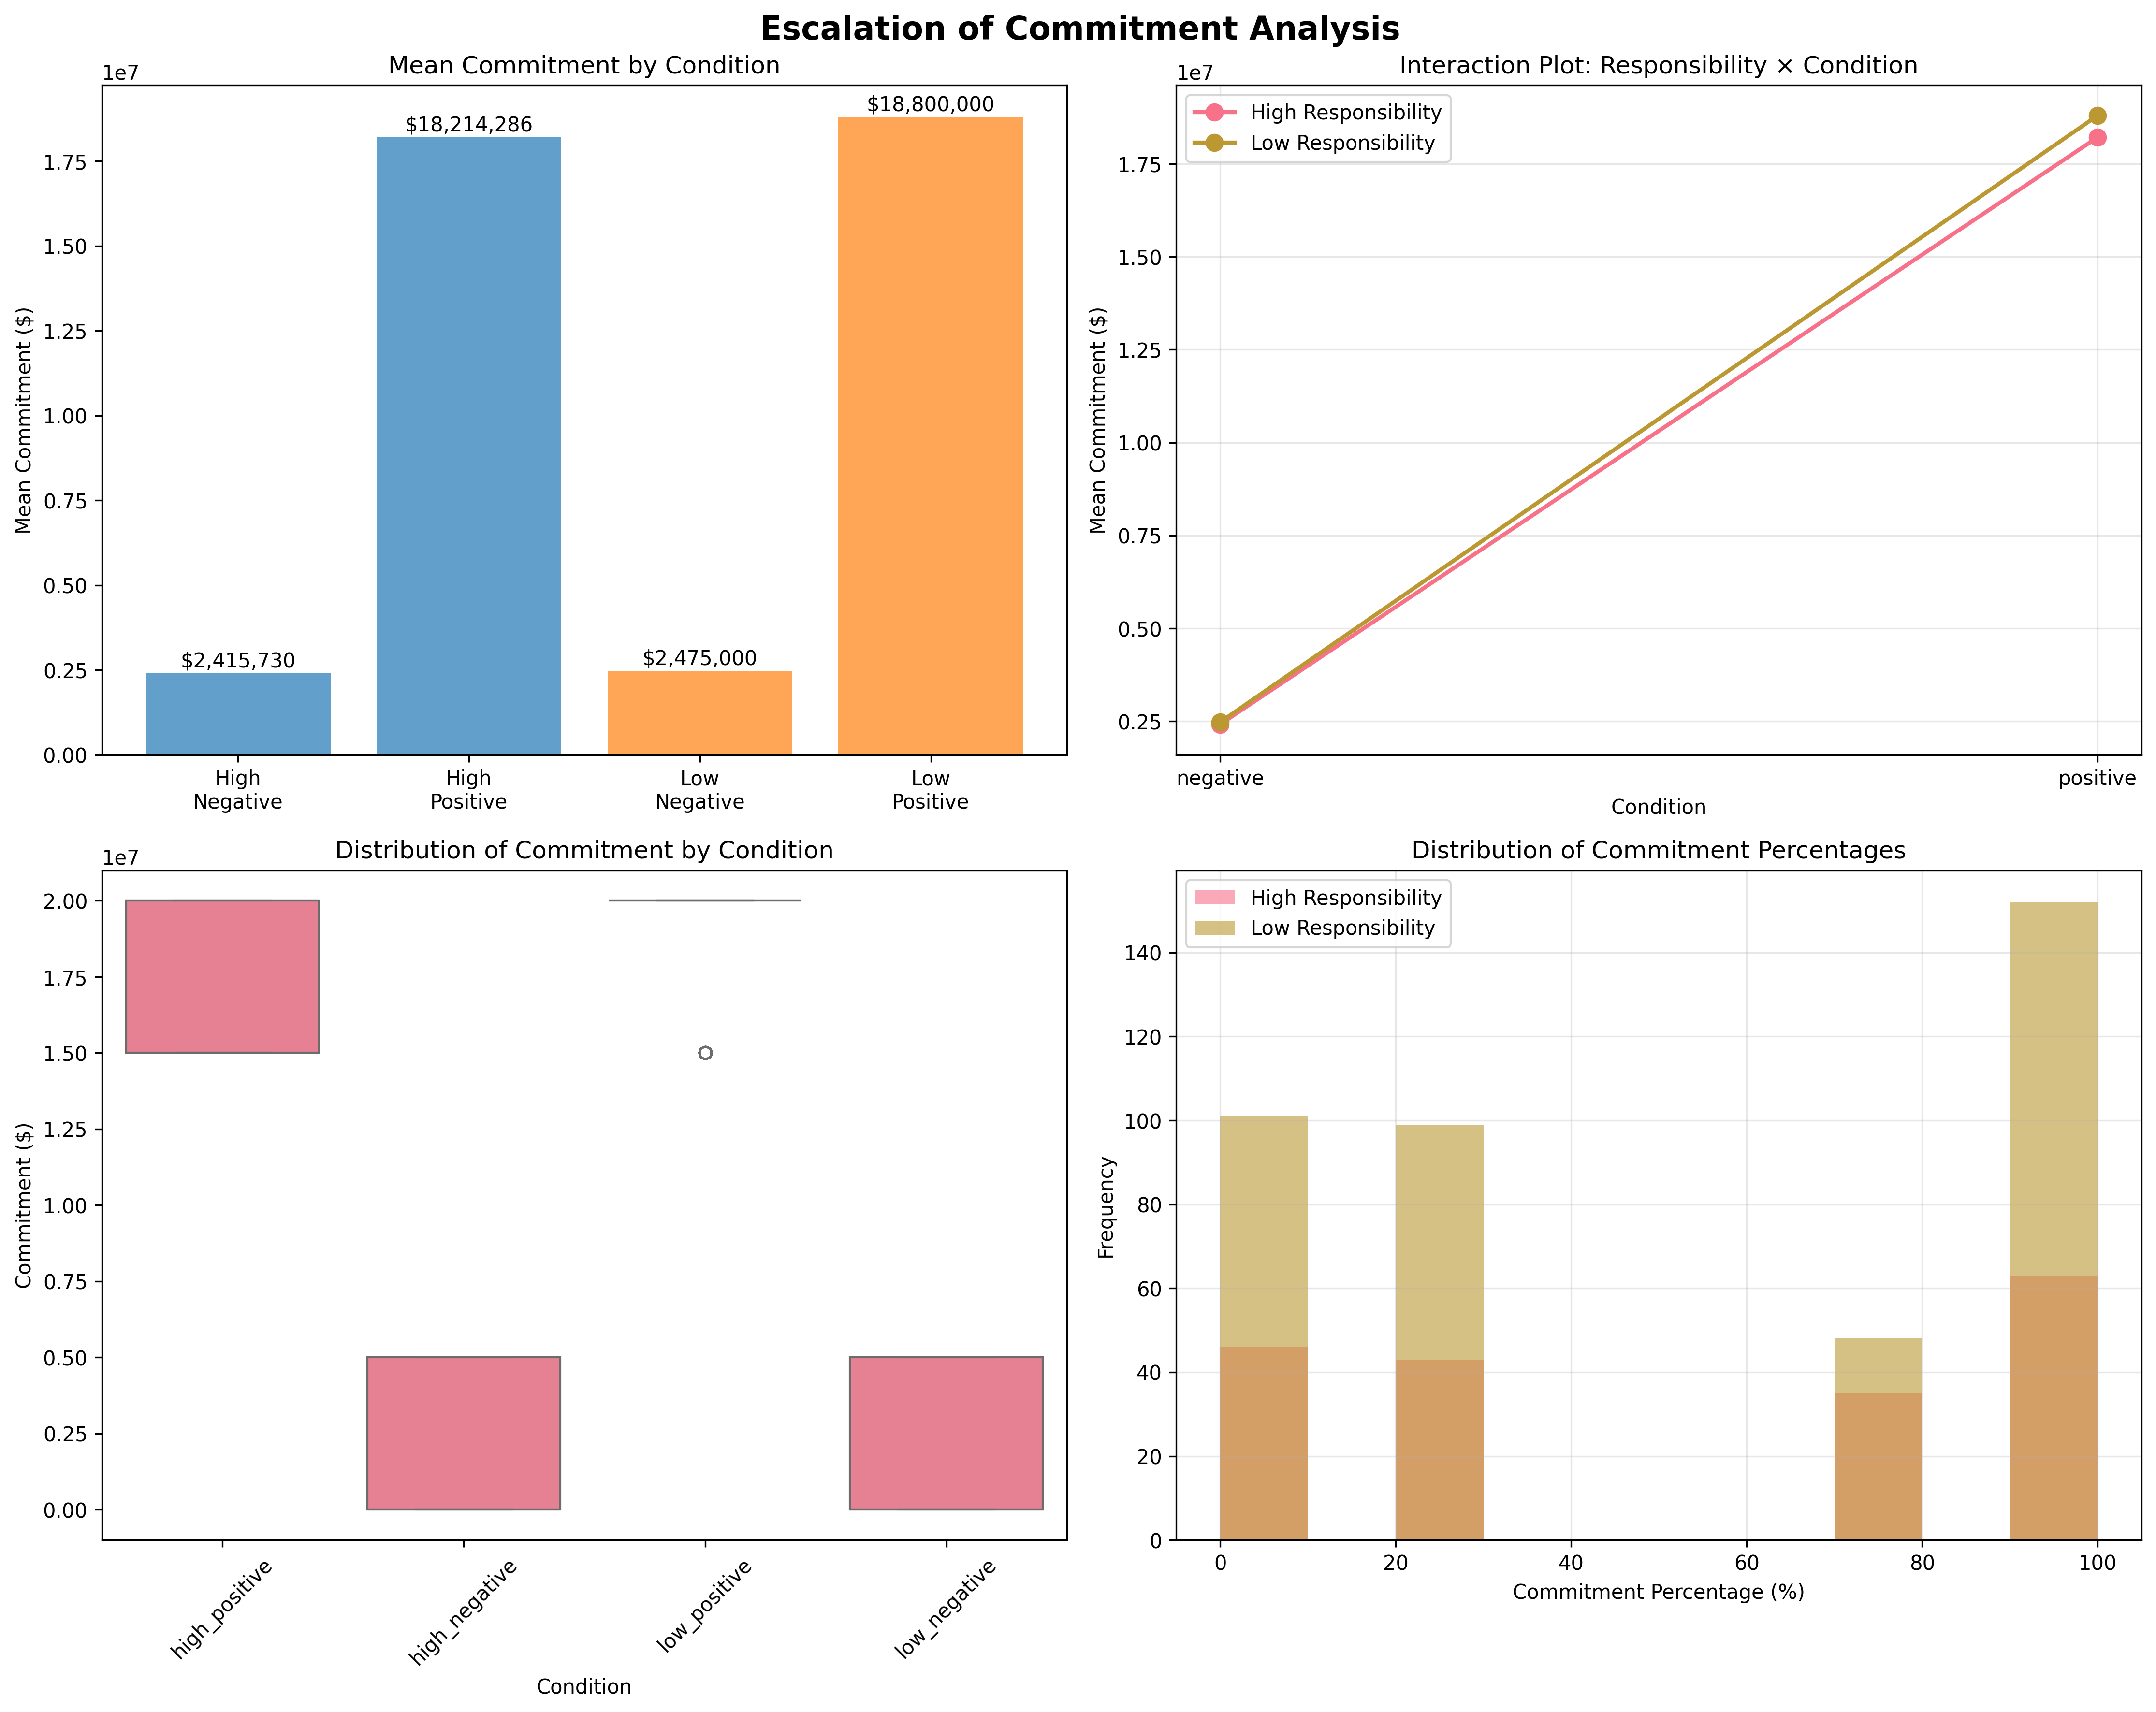 Escalation of Commitment Analysis
Mean Commitment by Condition
1e7
Mean Commitment ($)
1.75
1.50
1.25
1.00
0.75
0.50
0.25
0.00
$2,415,730
$18,214,286
$2,475,000
$18,800,000
High
Negative
High
Positive
Low
Negative
Low
Positive
Interaction Plot: Responsibility × Condition
1e7
High Responsibility
Low Responsibility
Mean Commitment ($)
1.75
1.50
1.25
1.00
0.75
0.50
0.25
negative
positive
Condition
Distribution of Commitment by Condition
1e7
Commitment ($)
2.00
1.75
1.50
1.25
1.00
0.75
0.50
0.25
0.00
high_positive
high_negative
low_positive
low_negative
Condition
Distribution of Commitment Percentages
High Responsibility
Low Responsibility
Frequency
140
120
100
80
60
40
20
0
0
20
40
60
80
100
Commitment Percentage (%)